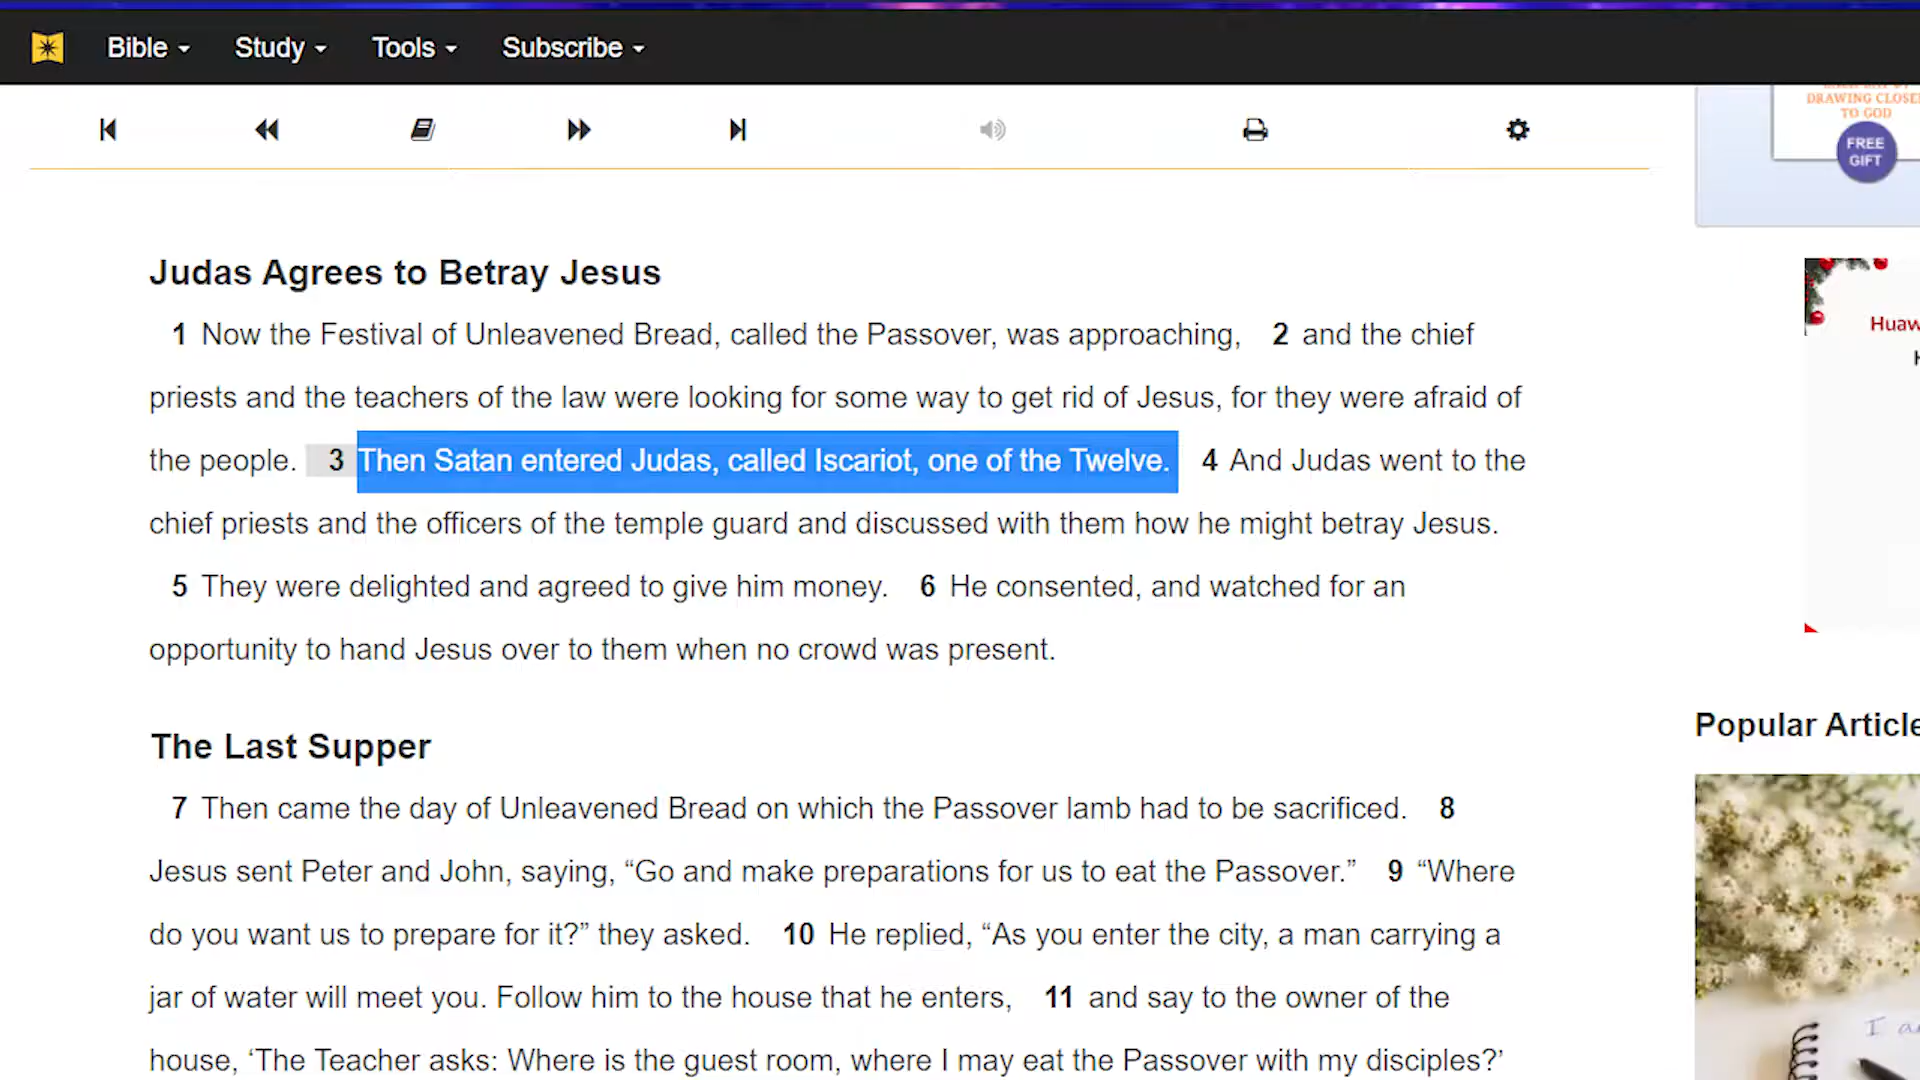 Bible Study Tools Subscribe
DRAWING CLOSE
TO GOD
FREE
GIFT
Judas Agrees to Betray Jesus
1 Now the Festival of Unleavened Bread, called the Passover, was approaching, 2 and the chief
priests and the teachers of the law were looking for some way to get rid of Jesus, for they were afraid of
the people. 3 Then Satan entered Judas, called Iscariot, one of the Twelve. 4 And Judas went to the
chief priests and the officers of the temple guard and discussed with them how he might betray Jesus.
5 They were delighted and agreed to give him money. 6 He consented, and watched for an
opportunity to hand Jesus over to them when no crowd was present.
Huaw
H
The Last Supper
7 Then came the day of Unleavened Bread on which the Passover lamb had to be sacrificed. 8
Jesus sent Peter and John, saying, “Go and make preparations for us to eat the Passover.” 9 “Where
do you want us to prepare for it?” they asked. 10 He replied, “As you enter the city, a man carrying a
jar of water will meet you. Follow him to the house that he enters, 11 and say to the owner of the
house, ‘The Teacher asks: Where is the guest room, where I may eat the Passover with my disciples?’
Popular Article
I a